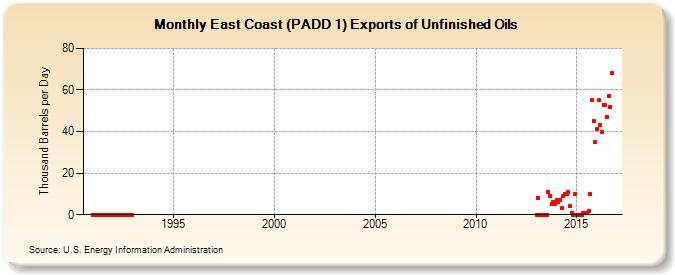 Monthly East Coast (PADD 1) Exports of Unfinished Oils
Thousand Barrels per Day
80
60
40
20
0
1995 2000 2005 2010 2015
Source: U.S. Energy Information Administration